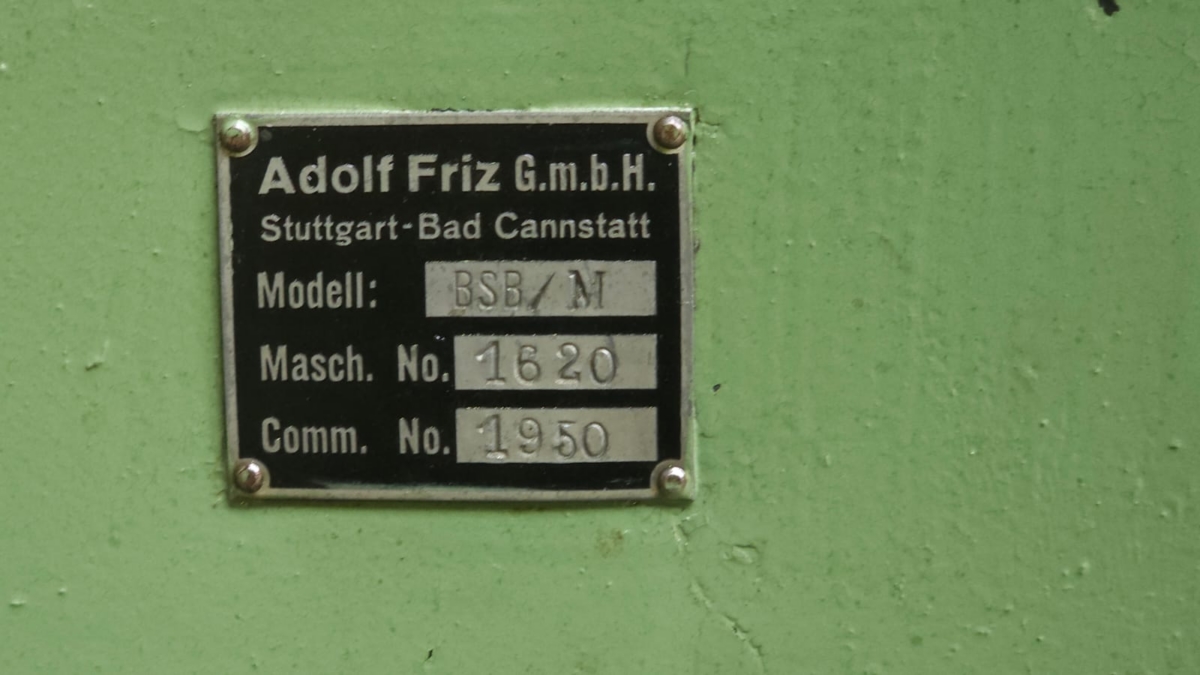 Adolf Friz G.m.b.H.
Stuttgart-Bad Cannstatt
Modell: BSB/M
Masch. No. 1620
Comm. No. 1950